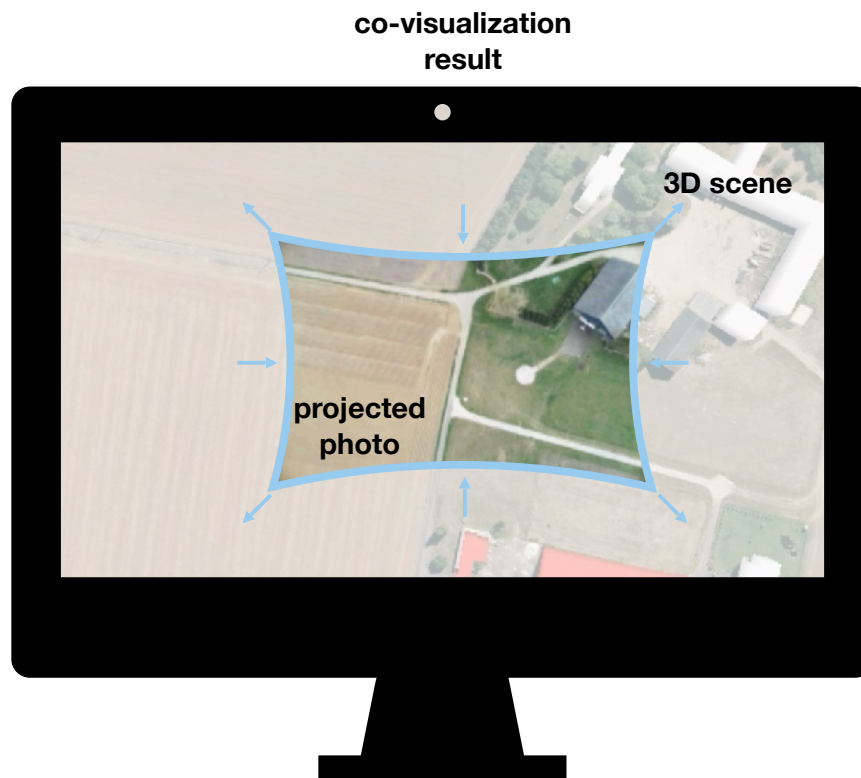 co-visualization
result
3D scene
projected
photo